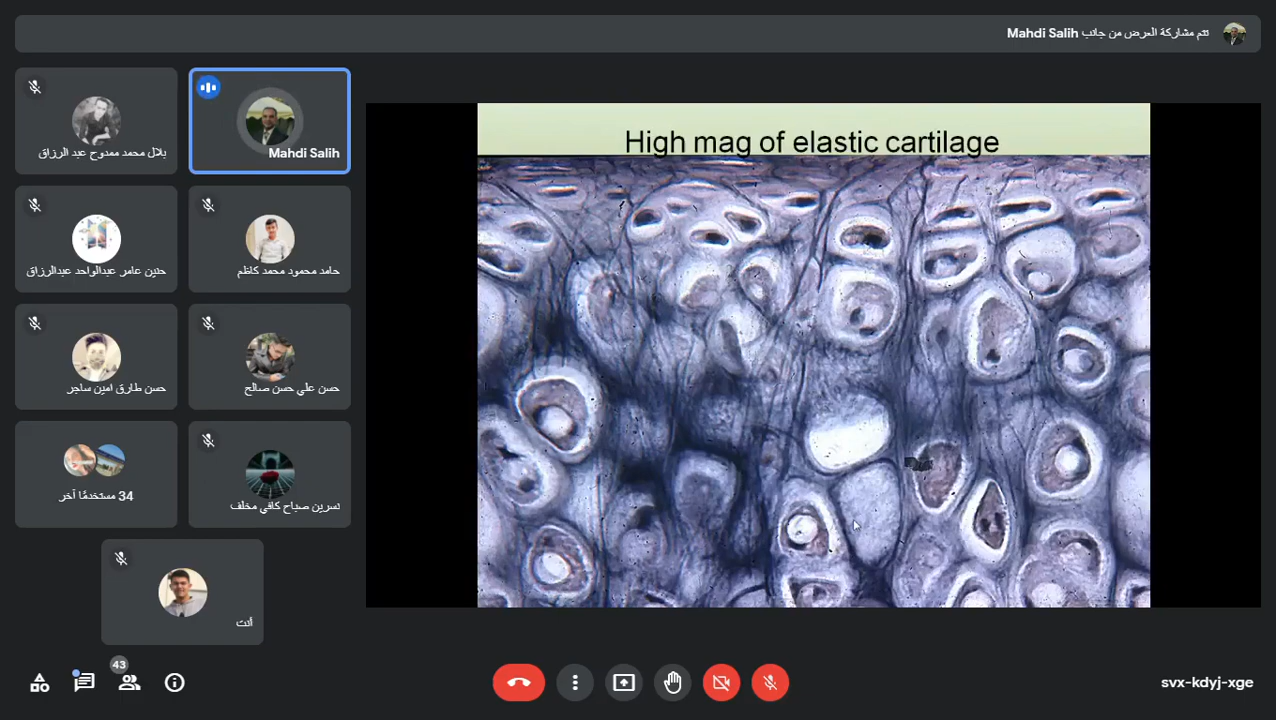 تتم مشاركة العرض من جانب Mahdi Salih
Mahdi Salih
بلال محمد ممدوح عبد الرزاق
High mag of elastic cartilage
حامد محمود محمد كاظم
حنين عامر عبدالواحد عبدالرزاق
حسن علي حسن صالح
حسن طارق امين ساجر
نسرين صباح كافي مخلف
34 مستخدمًا آخر
أنت
43
svx-kdyj-xge